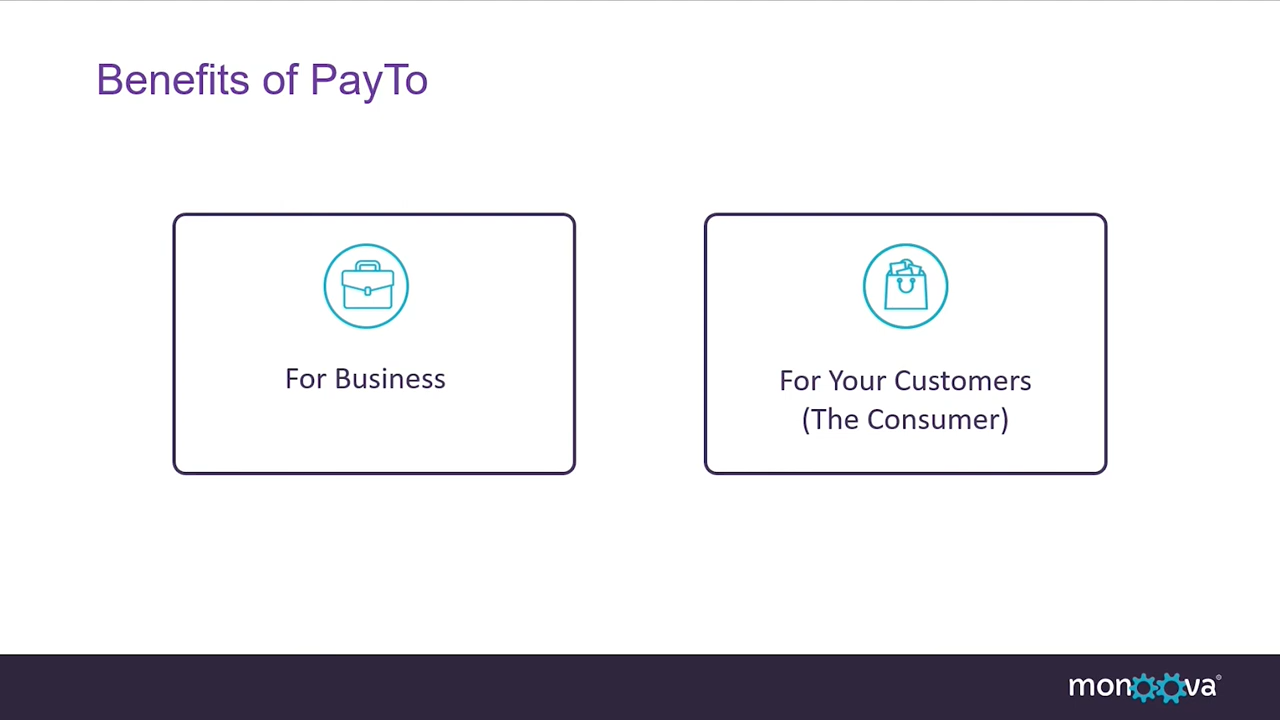 Benefits of PayTo
For Business
For Your Customers
(The Consumer)
monoova®